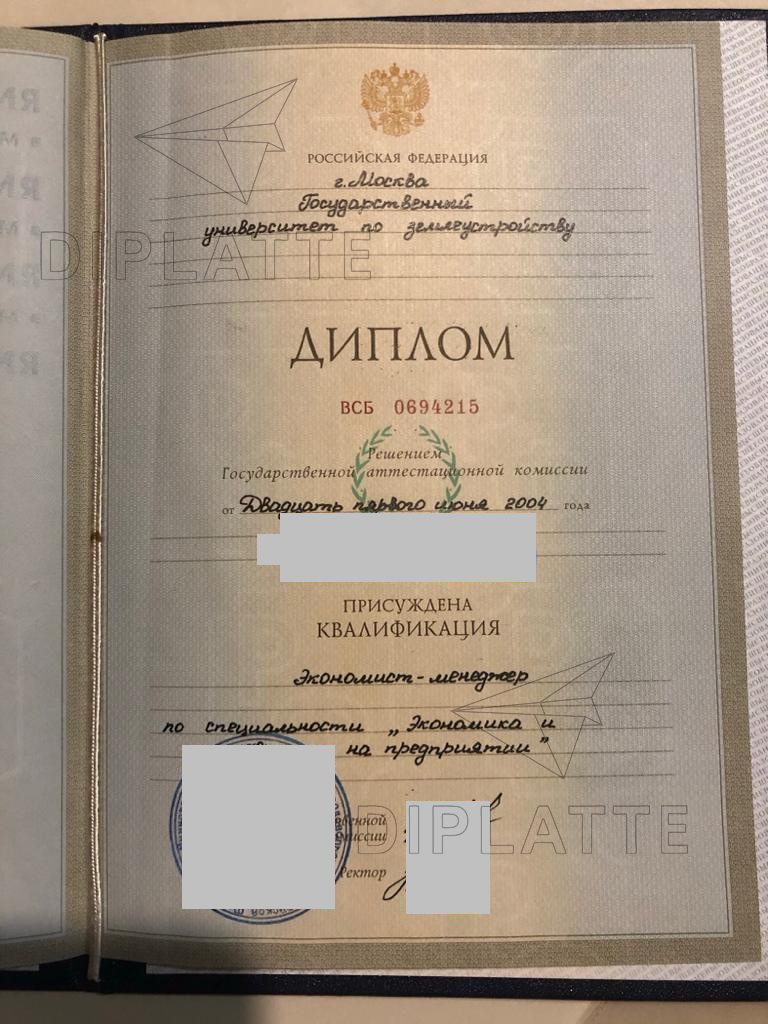 РОССИЙСКАЯ ФЕДЕРАЦИЯ
г. Москва
Государственный
университет по землеустройству
DIPLATTE
ДИПЛОМ
ВСБ 0694215
Решением
Государственной аттестационной комиссии
от Двадцать первого июня 2004 года
ПРИСУЖДЕНА
КВАЛИФИКАЦИЯ
Экономист-менеджер
по специальности „Экономика и
на предприятии"
DIPLATTE
Ректор